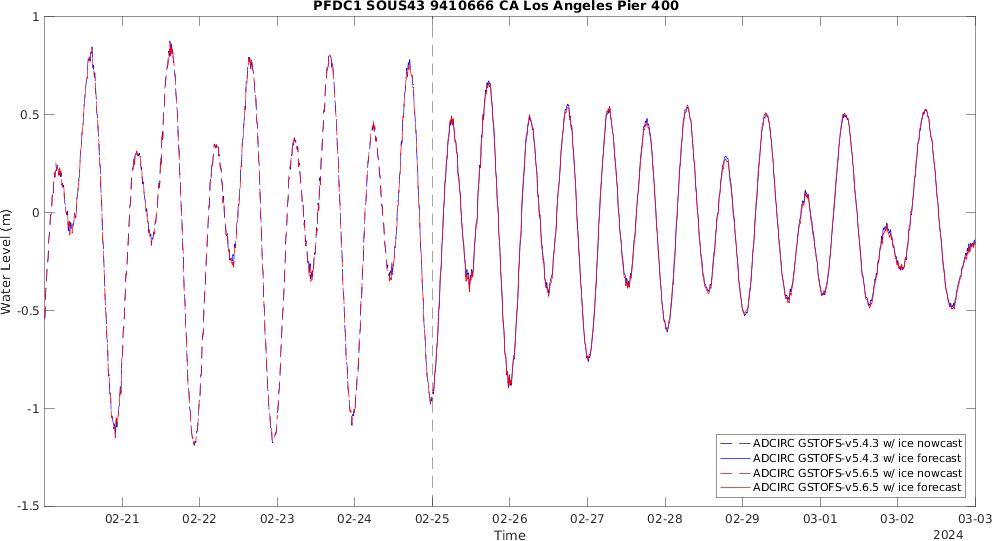 PFDC1 SOUS43 9410666 CA Los Angeles Pier 400
1
0.5
0
-0.5
-1
-1.5
Water Level (m)
02-21 02-22 02-23 02-24 02-25 02-26 02-27 02-28 02-29 03-01 03-02 03-03
Time
2024
ADCIRC GSTOFS-v5.4.3 w/ ice nowcast
ADCIRC GSTOFS-v5.4.3 w/ ice forecast
ADCIRC GSTOFS-v5.6.5 w/ ice nowcast
ADCIRC GSTOFS-v5.6.5 w/ ice forecast